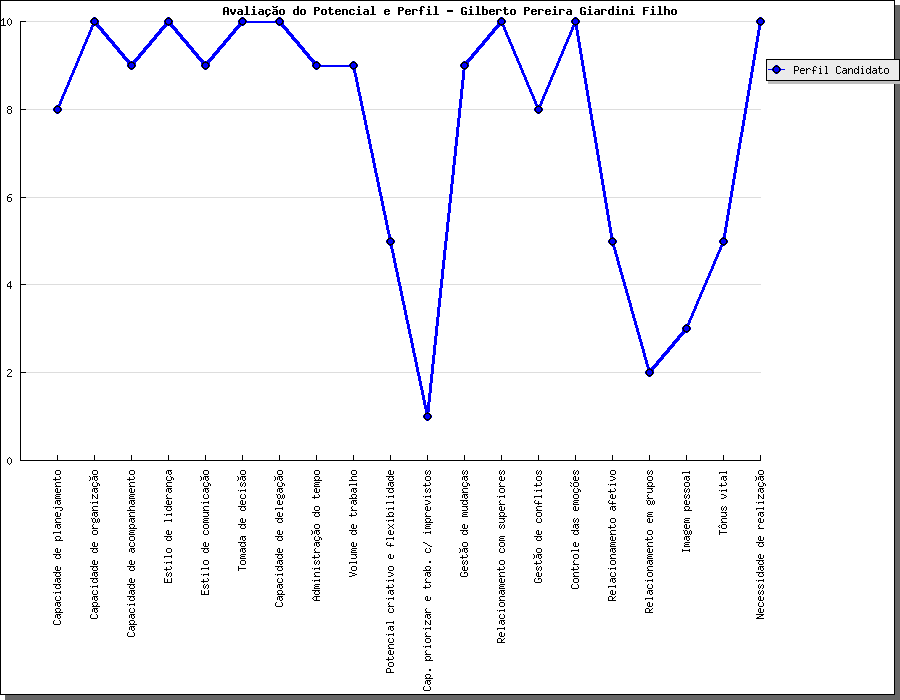 Avaliação do Potencial e Perfil - Gilberto Pereira Giardini Filho
10
8
6
4
2
0
Perfil Candidato
Capacidade de planejamento
Capacidade de organização
Capacidade de acompanhamento
Estilo de liderança
Estilo de comunicação
Tomada de decisão
Capacidade de delegação
Administração do tempo
Volume de trabalho
Potencial criativo e flexibilidade
Cap. priorizar e trab. c/ imprevistos
Gestão de mudanças
Relacionamento com superiores
Gestão de conflitos
Controle das emoções
Relacionamento afetivo
Relacionamento em grupos
Imagem pessoal
Tônus vital
Necessidade de realização